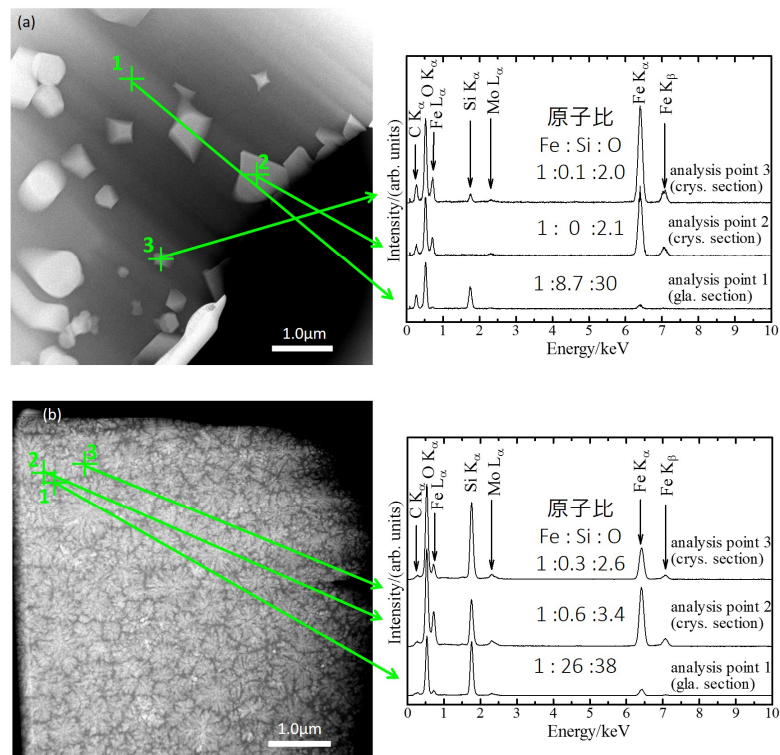 (a)
1
2
3
1.0μm
C Kα
O Kα
Fe Lα
Si Kα
Mo Lα
Fe Kα
Fe Kβ
原子比
Fe : Si : O
1 :0.1 :2.0
analysis point 3
(crys. section)
1 : 0 :2.1
analysis point 2
(crys. section)
1 :8.7 :30
analysis point 1
(gla. section)
Intensity/(arb. units)
0 1 2 3 4 5 6 7 8 9 10
Energy/keV
(b)
2
3
1
1.0μm
C Kα
O Kα
Fe Lα
Si Kα
Mo Lα
Fe Kα
Fe Kβ
原子比
Fe : Si : O
1 :0.3 :2.6
analysis point 3
(crys. section)
1 :0.6 :3.4
analysis point 2
(crys. section)
1 : 26 :38
analysis point 1
(gla. section)
Intensity/(arb. units)
0 1 2 3 4 5 6 7 8 9 10
Energy/keV